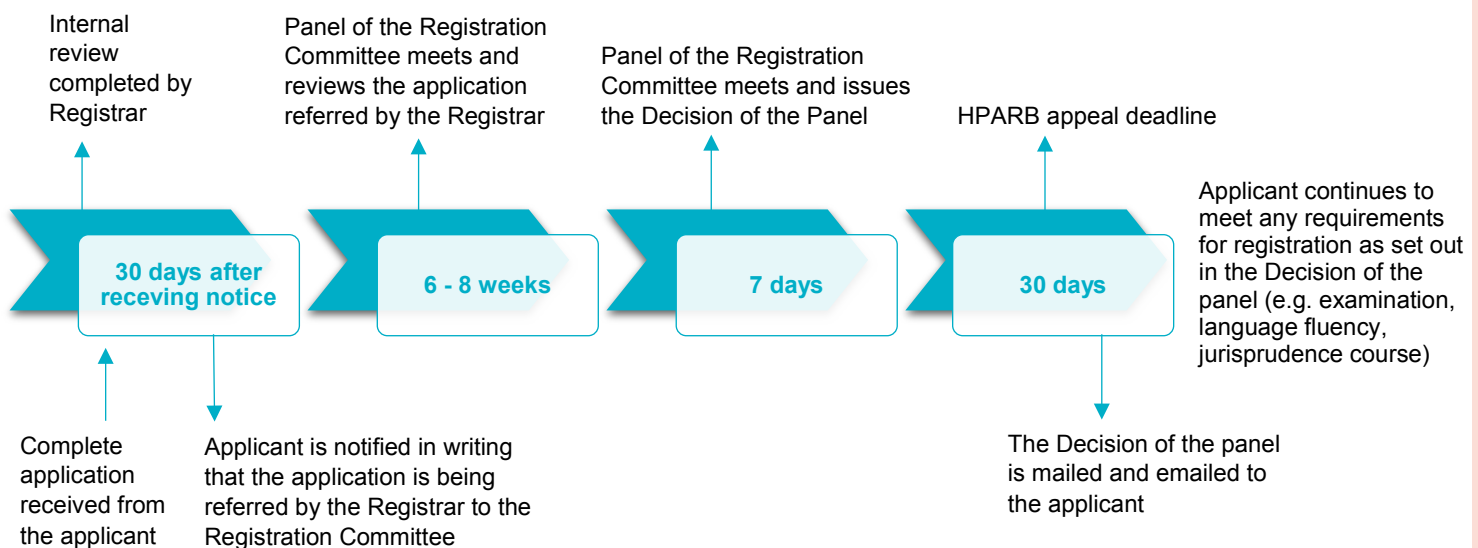 Internal
review
completed by
Registrar
Panel of the Registration
Committee meets and
reviews the application
referred by the Registrar
Panel of the Registration
Committee meets and issues
the Decision of the Panel
HPARB appeal deadline
30 days after
receving notice
6 - 8 weeks
7 days
30 days
Applicant continues to
meet any requirements
for registration as set out
in the Decision of the
panel (e.g. examination,
language fluency,
jurisprudence course)
Complete
application
received from
the applicant
Applicant is notified in writing
that the application is being
referred by the Registrar to the
Registration Committee
The Decision of the panel
is mailed and emailed to
the applicant